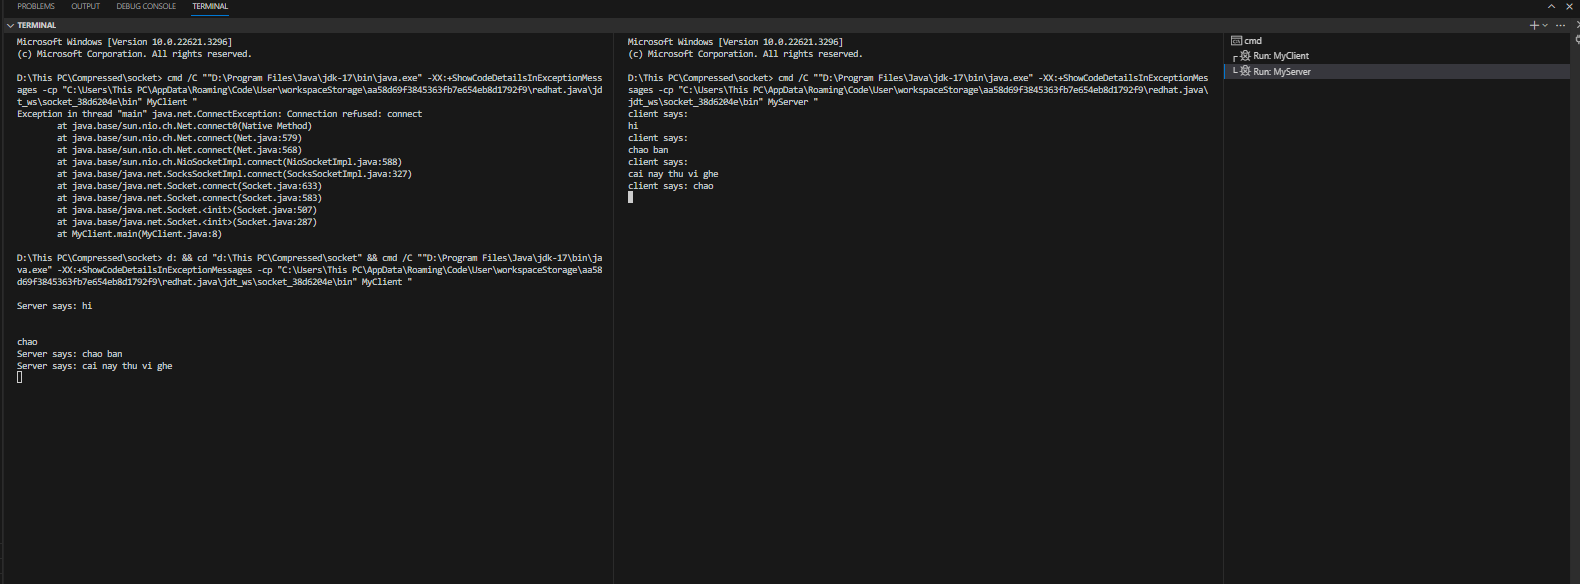 PROBLEMS OUTPUT DEBUG CONSOLE TERMINAL
TERMINAL
Microsoft Windows [Version 10.0.22621.3296]
(c) Microsoft Corporation. All rights reserved.
D:\This PC\Compressed\socket> cmd /C ""D:\Program Files\Java\jdk-17\bin\java.exe" -XX:+ShowCodeDetailsInExceptionMess
ages -cp "C:\Users\This PC\AppData\Roaming\Code\User\workspaceStorage\aa58d69f3845363fb7e654eb8d1792f9\redhat.java\jd
t_ws\socket_38d6204e\bin" MyClient "
Exception in thread "main" java.net.ConnectException: Connection refused: connect
at java.base/sun.nio.ch.Net.connect0(Native Method)
at java.base/sun.nio.ch.Net.connect(Net.java:579)
at java.base/sun.nio.ch.Net.connect(Net.java:568)
at java.base/sun.nio.ch.NioSocketImpl.connect(NioSocketImpl.java:588)
at java.base/java.net.SocksSocketImpl.connect(SocksSocketImpl.java:327)
at java.base/java.net.Socket.connect(Socket.java:633)
at java.base/java.net.Socket.connect(Socket.java:583)
at java.base/java.net.Socket.<init>(Socket.java:507)
at java.base/java.net.Socket.<init>(Socket.java:287)
at MyClient.main(MyClient.java:8)
D:\This PC\Compressed\socket> d: && cd "d:\This PC\Compressed\socket" && cmd /C ""D:\Program Files\Java\jdk-17\bin\ja
va.exe" -XX:+ShowCodeDetailsInExceptionMessages -cp "C:\Users\This PC\AppData\Roaming\Code\User\workspaceStorage\aa58
d69f3845363fb7e654eb8d1792f9\redhat.java\jdt_ws\socket_38d6204e\bin" MyClient "
Server says: hi
chao
Server says: chao ban
Server says: cai nay thu vi ghe
Microsoft Windows [Version 10.0.22621.3296]
(c) Microsoft Corporation. All rights reserved.
D:\This PC\Compressed\socket> cmd /C ""D:\Program Files\Java\jdk-17\bin\java.exe" -XX:+ShowCodeDetailsInExceptionMes
sages -cp "C:\Users\This PC\AppData\Roaming\Code\User\workspaceStorage\aa58d69f3845363fb7e654eb8d1792f9\redhat.java\
jdt_ws\socket_38d6204e\bin" MyServer "
client says:
hi
client says:
chao ban
client says:
cai nay thu vi ghe
client says: chao
cmd
Run: MyClient
Run: MyServer